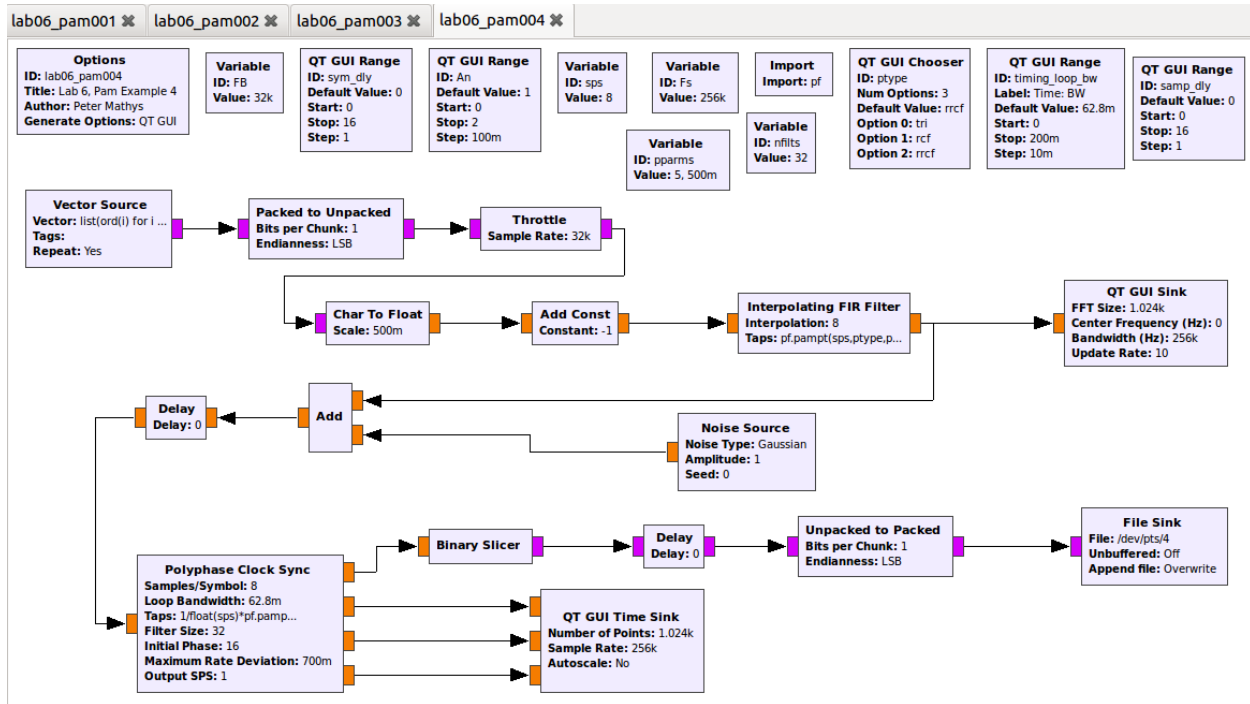 lab06_pam001 ✖ lab06_pam002 ✖ lab06_pam003 ✖ lab06_pam004 ✖
Options
ID: lab06_pam004
Title: Lab 6, Pam Example 4
Author: Peter Mathys
Generate Options: QT GUI
Variable
ID: FB
Value: 32k
QT GUI Range
ID: sym_dly
Default Value: 0
Start: 0
Stop: 16
Step: 1
QT GUI Range
ID: An
Default Value: 1
Start: 0
Stop: 2
Step: 100m
Variable
ID: sps
Value: 8
Variable
ID: Fs
Value: 256k
Import
Import: pf
QT GUI Chooser
ID: ptype
Num Options: 3
Default Value: rrcf
Option 0: tri
Option 1: rcf
Option 2: rrcf
QT GUI Range
ID: timing_loop_bw
Label: Time: BW
Default Value: 62.8m
Start: 0
Stop: 200m
Step: 10m
QT GUI Range
ID: samp_dly
Default Value: 0
Start: 0
Stop: 16
Step: 1
Variable
ID: pparms
Value: 5, 500m
Variable
ID: nfilts
Value: 32
Vector Source
Vector: list(ord(i) for i ...
Tags:
Repeat: Yes
Packed to Unpacked
Bits per Chunk: 1
Endianness: LSB
Throttle
Sample Rate: 32k
Char To Float
Scale: 500m
Add Const
Constant: -1
Interpolating FIR Filter
Interpolation: 8
Taps: pf.pampt(sps,ptype,p...
QT GUI Sink
FFT Size: 1.024k
Center Frequency (Hz): 0
Bandwidth (Hz): 256k
Update Rate: 10
Delay
Delay: 0
Add
Noise Source
Noise Type: Gaussian
Amplitude: 1
Seed: 0
Polyphase Clock Sync
Samples/Symbol: 8
Loop Bandwidth: 62.8m
Taps: 1/float(sps)*pf.pamp...
Filter Size: 32
Initial Phase: 16
Maximum Rate Deviation: 700m
Output SPS: 1
Binary Slicer
Delay
Delay: 0
Unpacked to Packed
Bits per Chunk: 1
Endianness: LSB
File Sink
File: /dev/pts/4
Unbuffered: Off
Append file: Overwrite
QT GUI Time Sink
Number of Points: 1.024k
Sample Rate: 256k
Autoscale: No